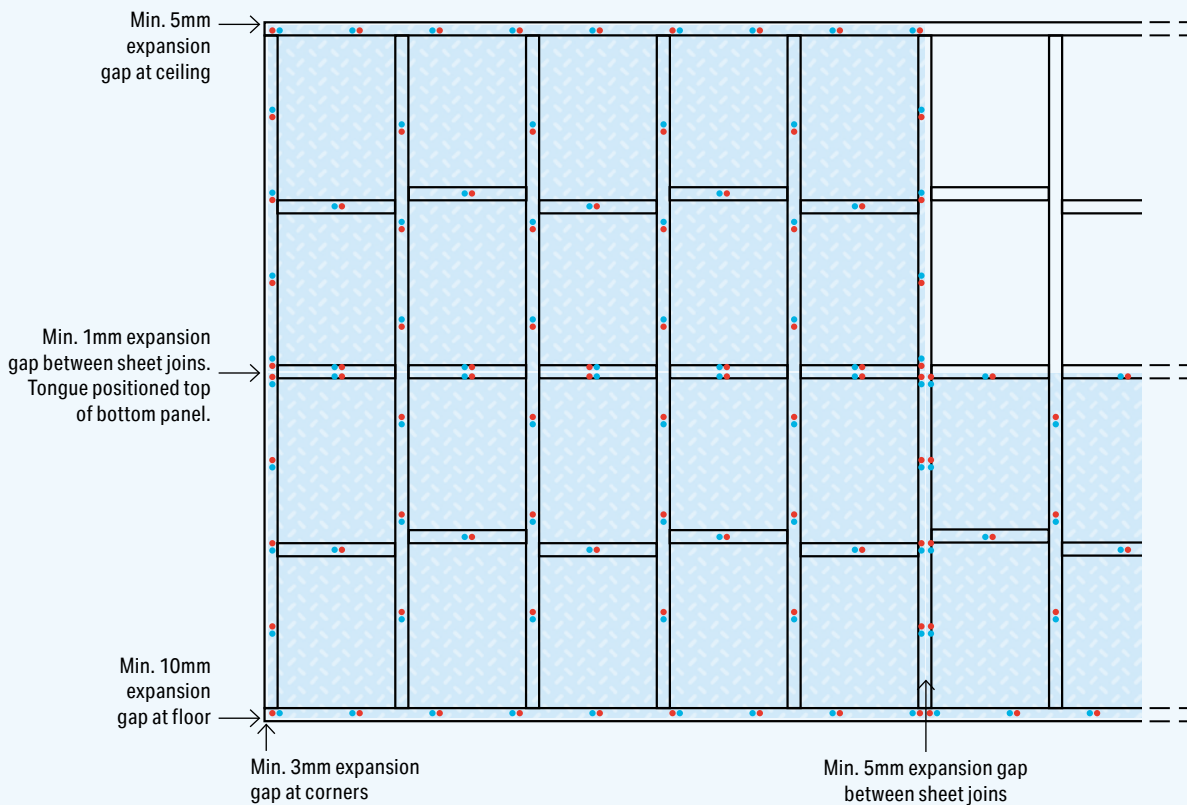 Min. 5mm
expansion
gap at ceiling
Min. 1mm expansion
gap between sheet joins.
Tongue positioned top
of bottom panel.
Min. 10mm
expansion
gap at floor
Min. 3mm expansion
gap at corners
Min. 5mm expansion gap
between sheet joins